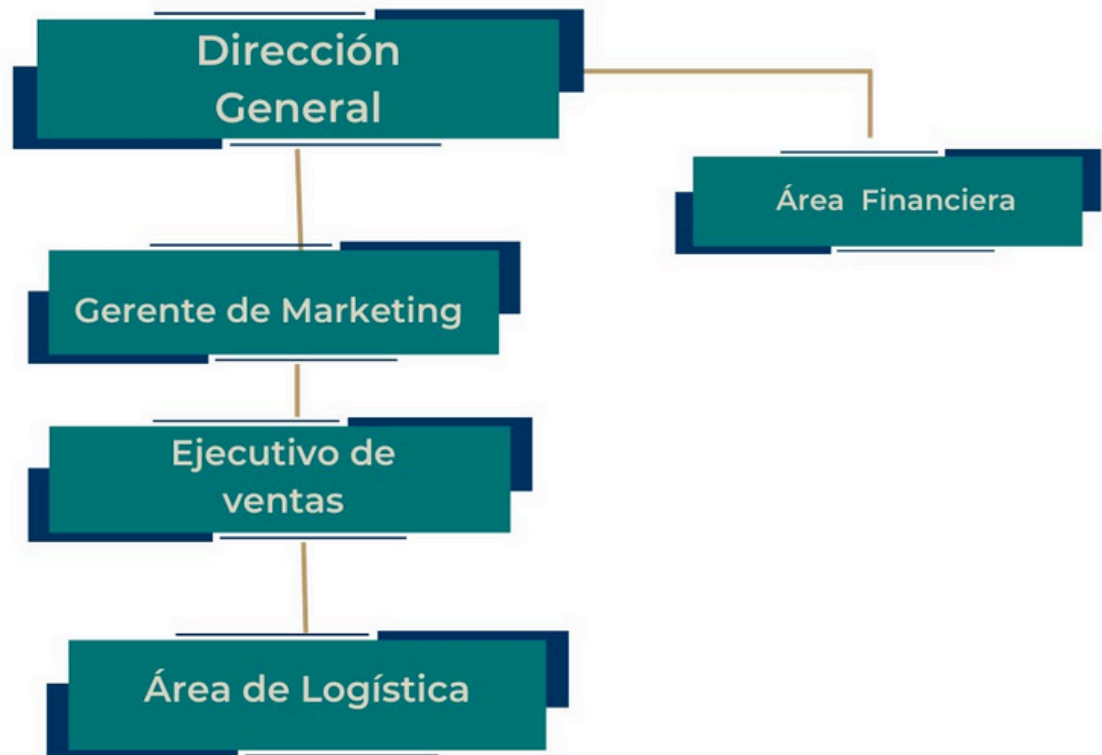 Dirección
General
Área Financiera
Gerente de Marketing
Ejecutivo de
ventas
Área de Logística